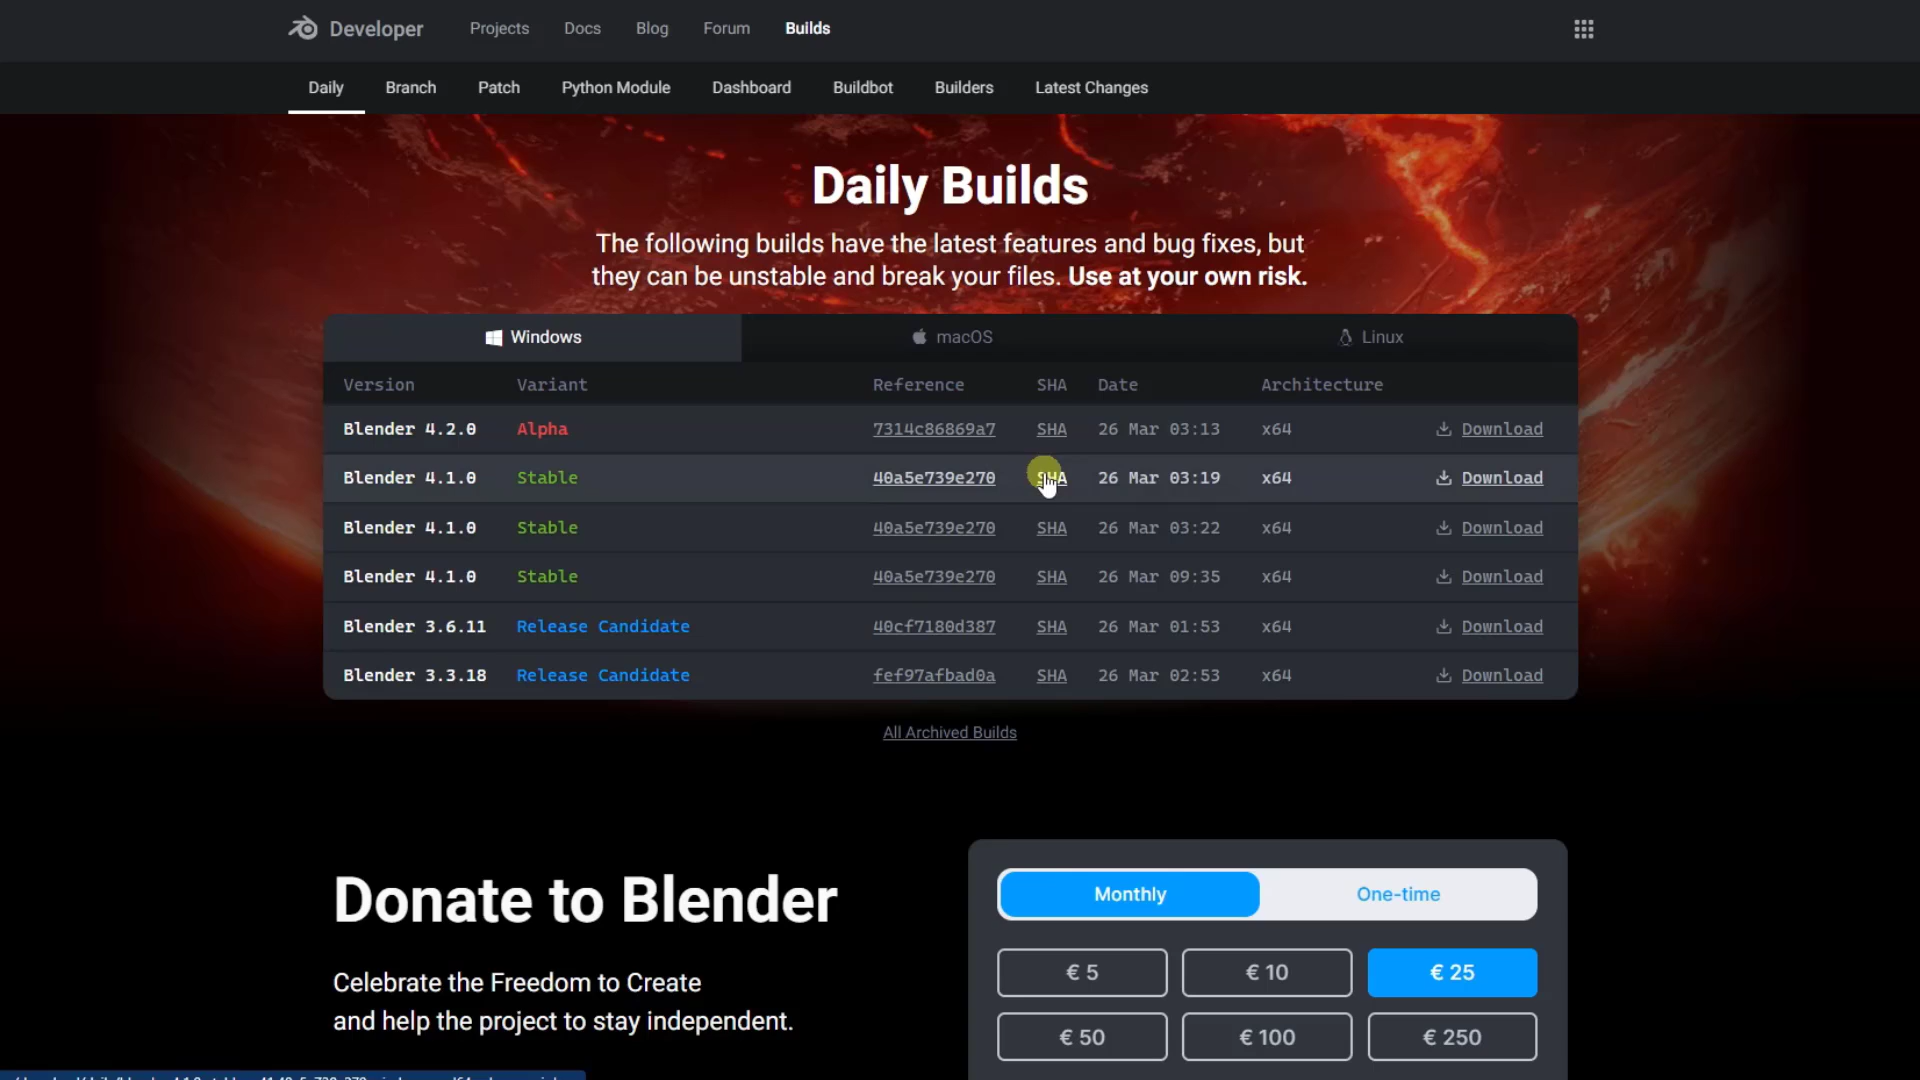 Developer Projects Docs Blog Forum Builds
Daily Branch Patch Python Module Dashboard Buildbot Builders Latest Changes
Daily Builds
The following builds have the latest features and bug fixes, but
they can be unstable and break your files. Use at your own risk.
Windows macOS Linux
Version Variant Reference SHA Date Architecture
Blender 4.2.0 Alpha 7314c86869a7 SHA 26 Mar 03:13 x64 Download
Blender 4.1.0 Stable 40a5e739e270 SHA 26 Mar 03:19 x64 Download
Blender 4.1.0 Stable 40a5e739e270 SHA 26 Mar 03:22 x64 Download
Blender 4.1.0 Stable 40a5e739e270 SHA 26 Mar 09:35 x64 Download
Blender 3.6.11 Release Candidate 40cf7180d387 SHA 26 Mar 01:53 x64 Download
Blender 3.3.18 Release Candidate fef97afbad0a SHA 26 Mar 02:53 x64 Download
All Archived Builds
Donate to Blender
Celebrate the Freedom to Create
and help the project to stay independent.
Monthly One-time
€ 5 € 10 € 25
€ 50 € 100 € 250